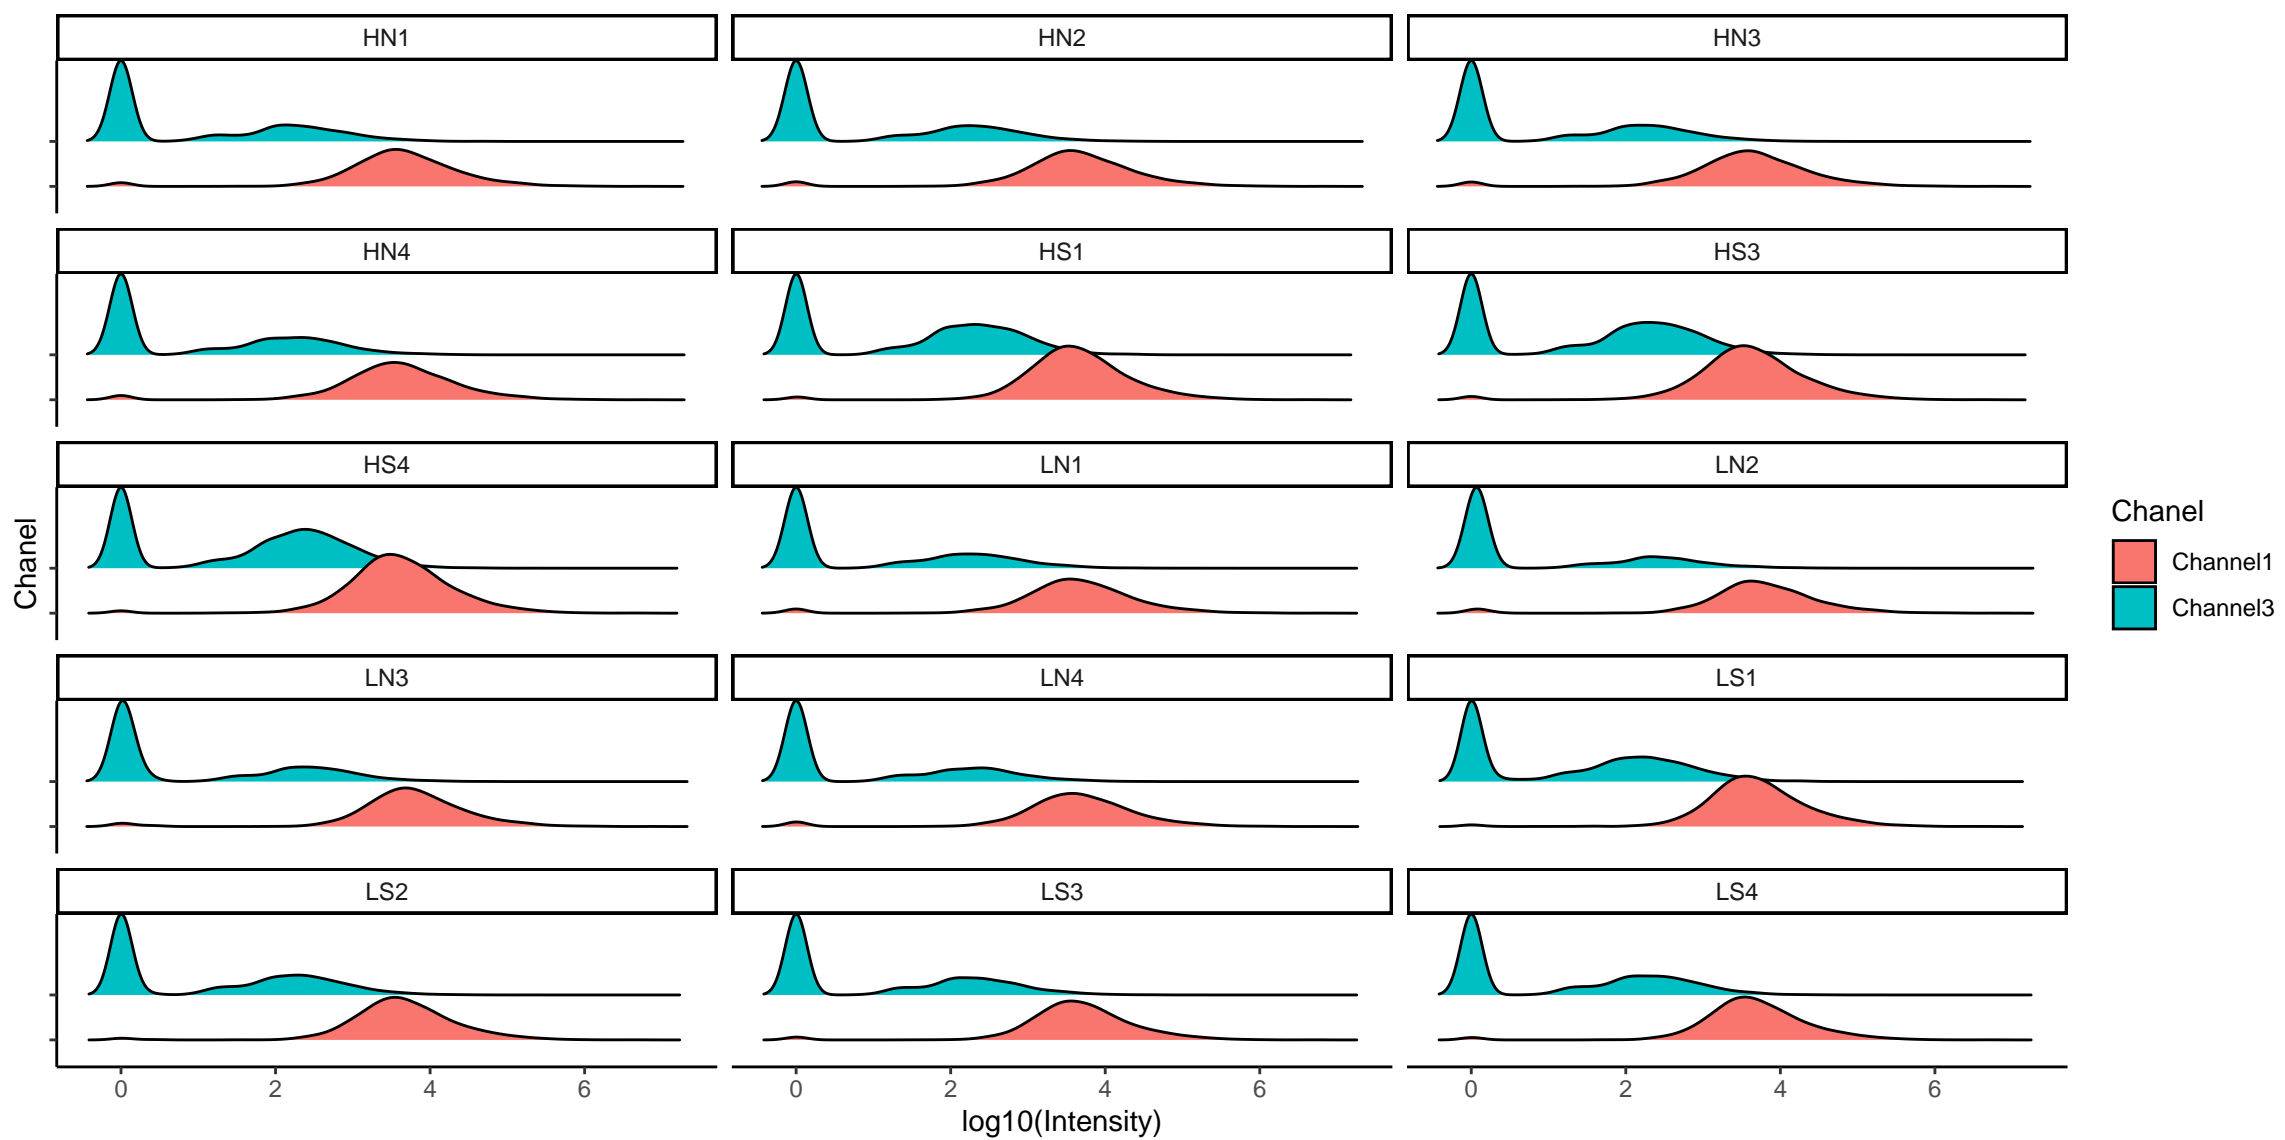 HN1
HN2
HN3
HN4
HS1
HS3
HS4
LN1
LN2
LN3
LN4
LS1
LS2
LS3
LS4
Chanel
0 2 4 6
0 2 4 6
0 2 4 6
log10(Intensity)
Chanel
Channel1
Channel3